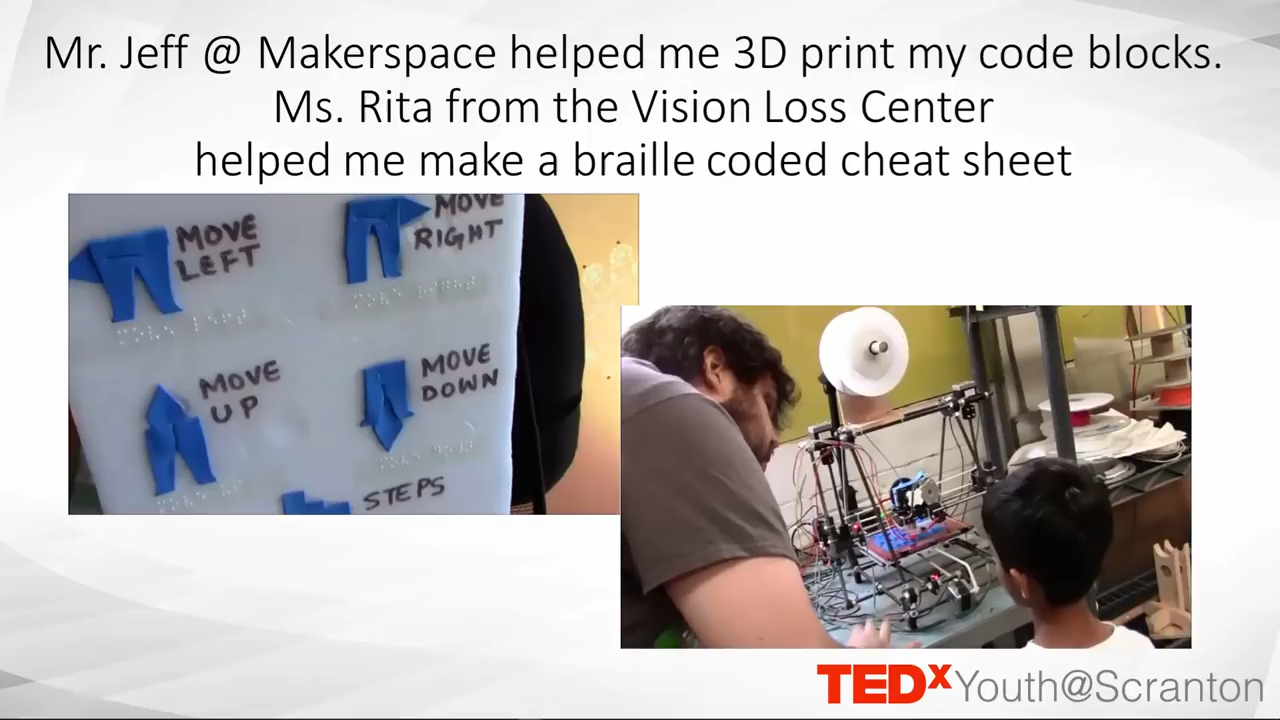 Mr. Jeff @ Makerspace helped me 3D print my code blocks.
Ms. Rita from the Vision Loss Center
helped me make a braille coded cheat sheet
MOVE
LEFT
MOVE
RIGHT
MOVE
UP
MOVE
DOWN
STEPS
TEDx Youth@Scranton